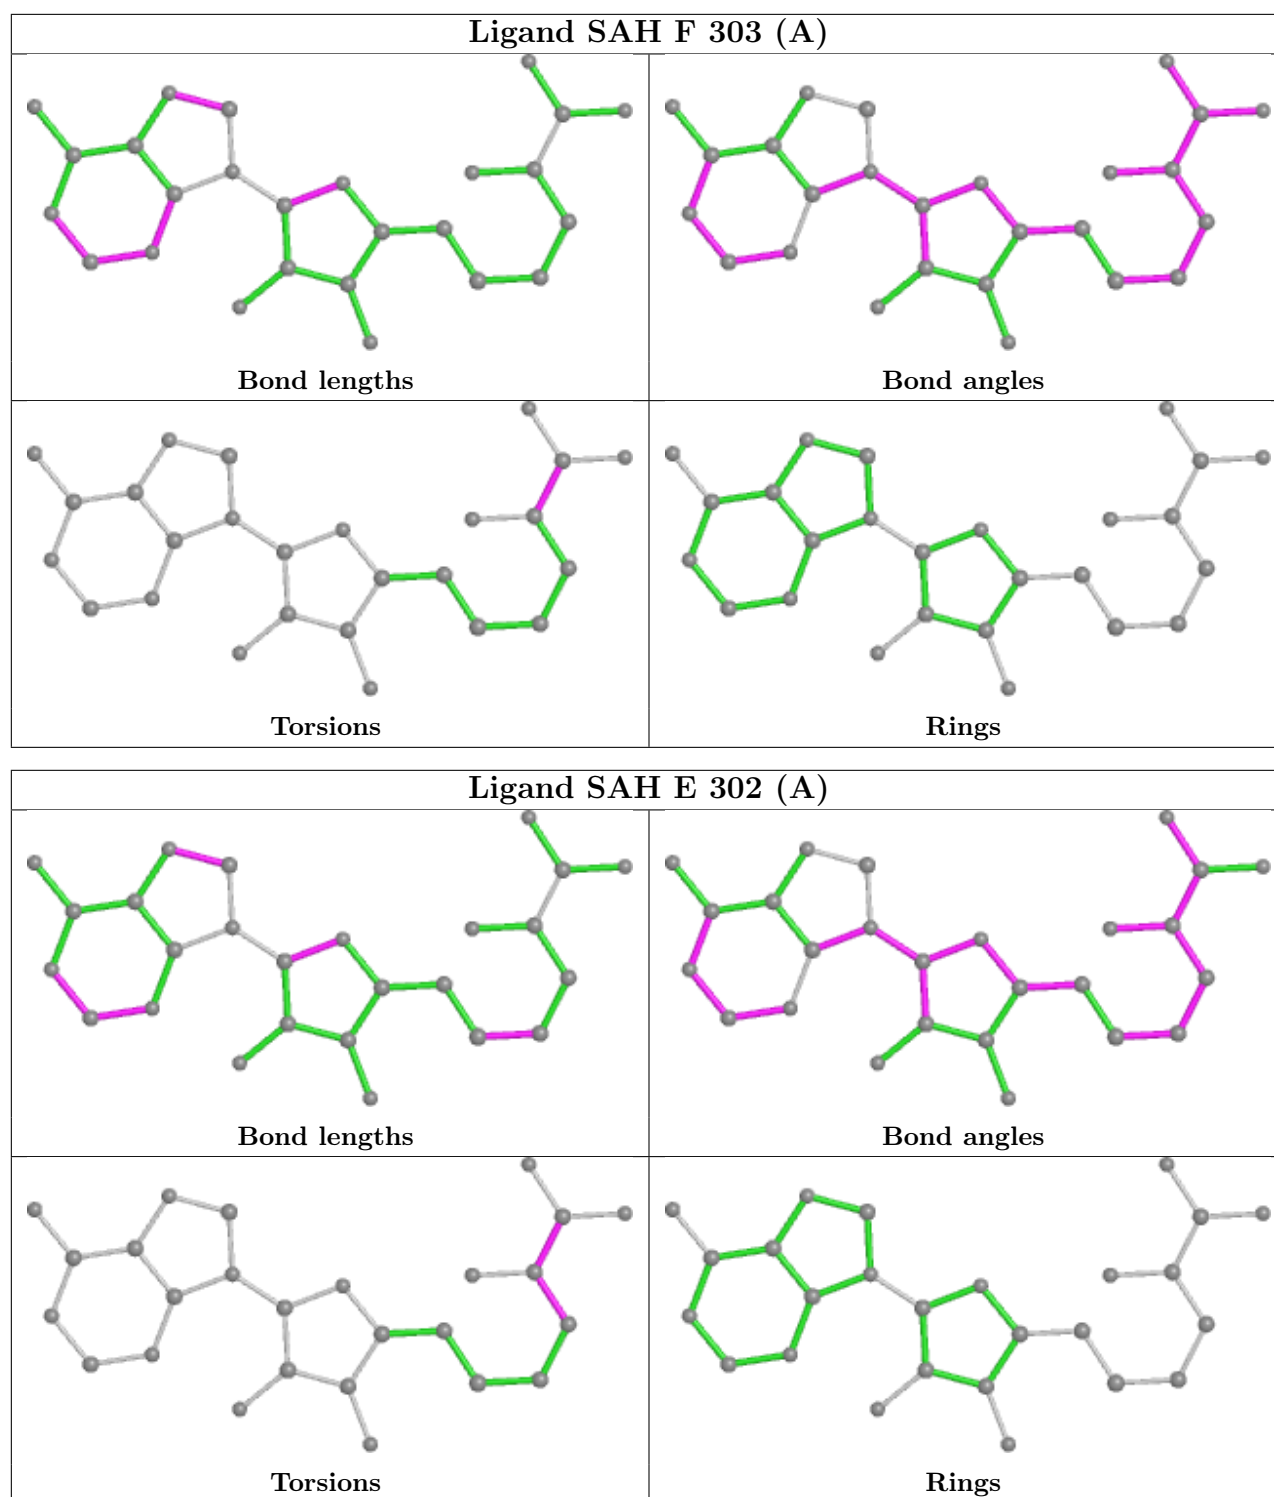 Ligand SAH F 303 (A)
Bond lengths
Bond angles
Torsions
Rings
Ligand SAH E 302 (A)
Bond lengths
Bond angles
Torsions
Rings